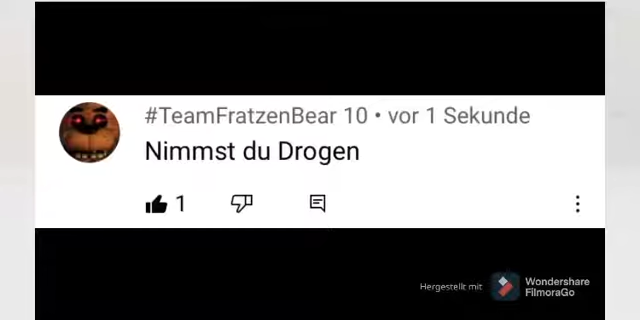 #TeamFratzenBear 10 • vor 1 Sekunde
Nimmst du Drogen
1
Hergestellt mit
Wondershare
FilmoraGo